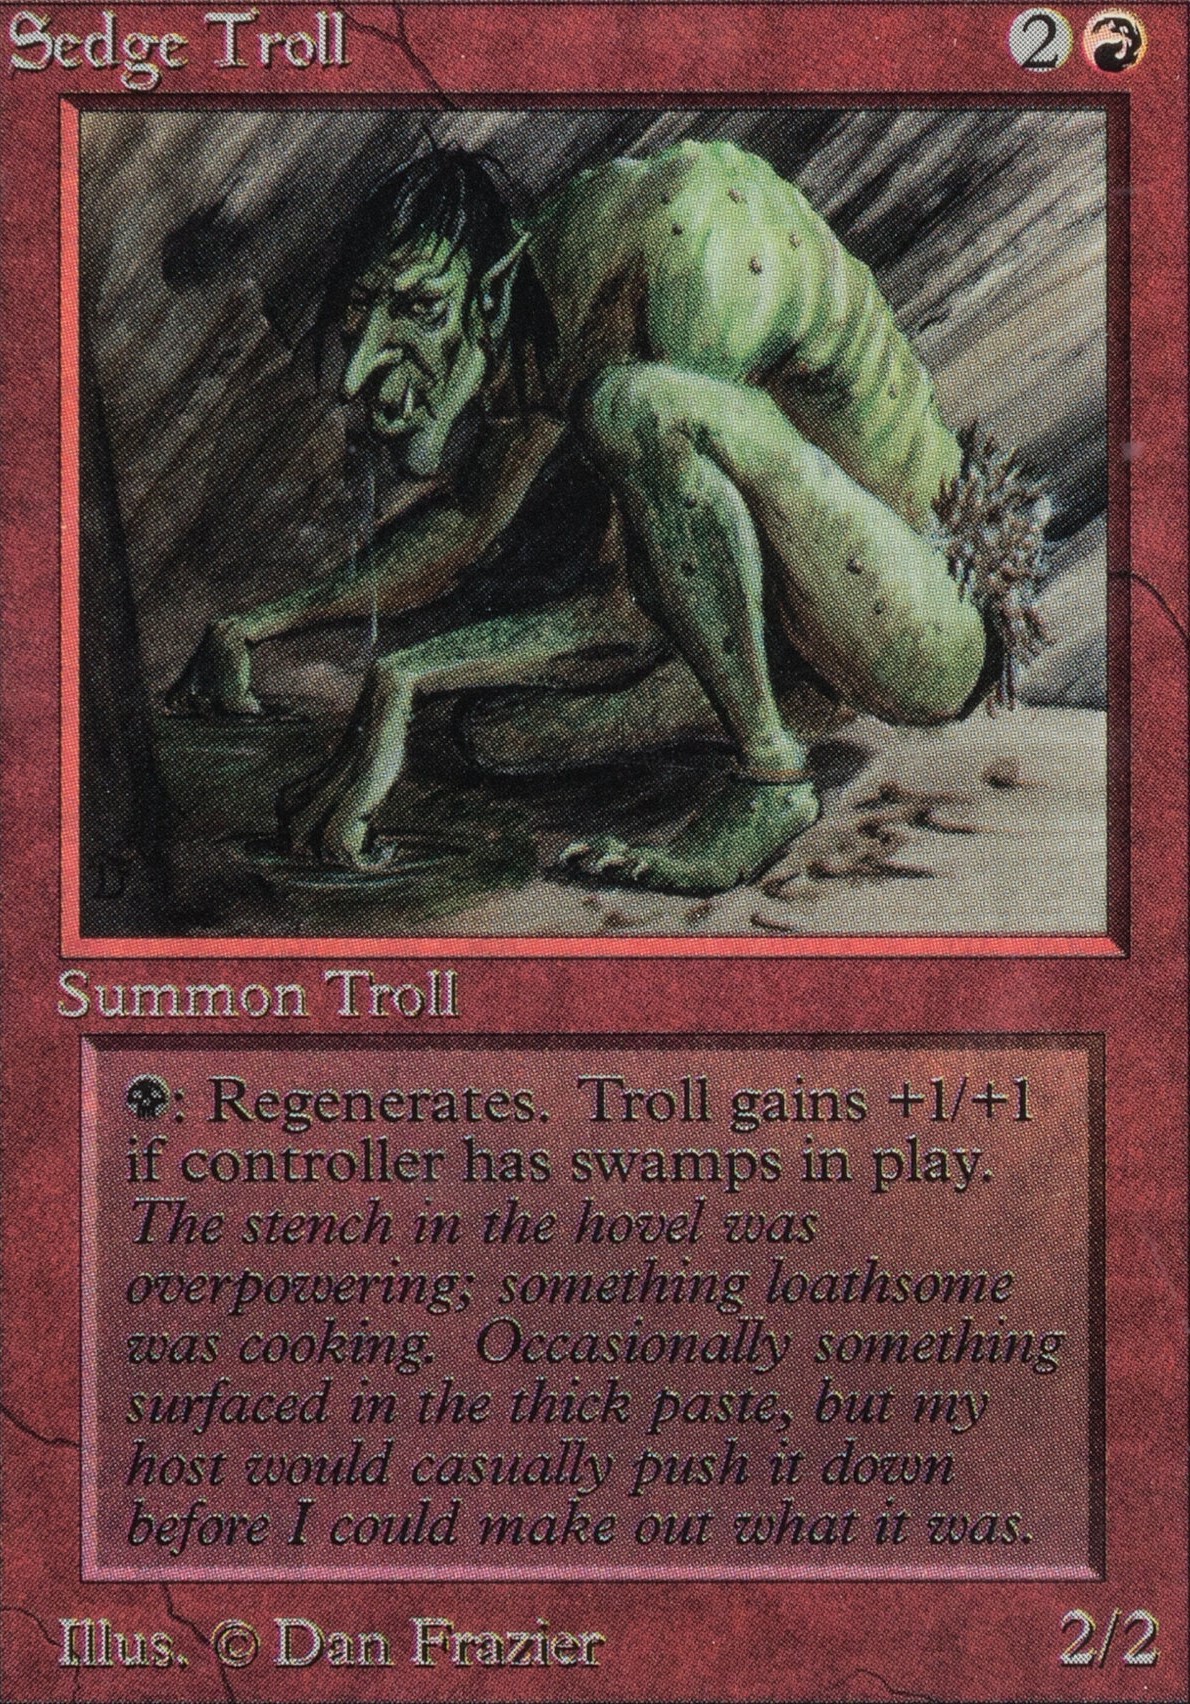 Sedge Troll 2
Summon Troll
: Regenerates. Troll gains +1/+1
if controller has swamps in play.
The stench in the hovel was
overpowering; something loathsome
was cooking. Occasionally something
surfaced in the thick paste, but my
host would casually push it down
before I could make out what it was.
Illus. © Dan Frazier 2/2